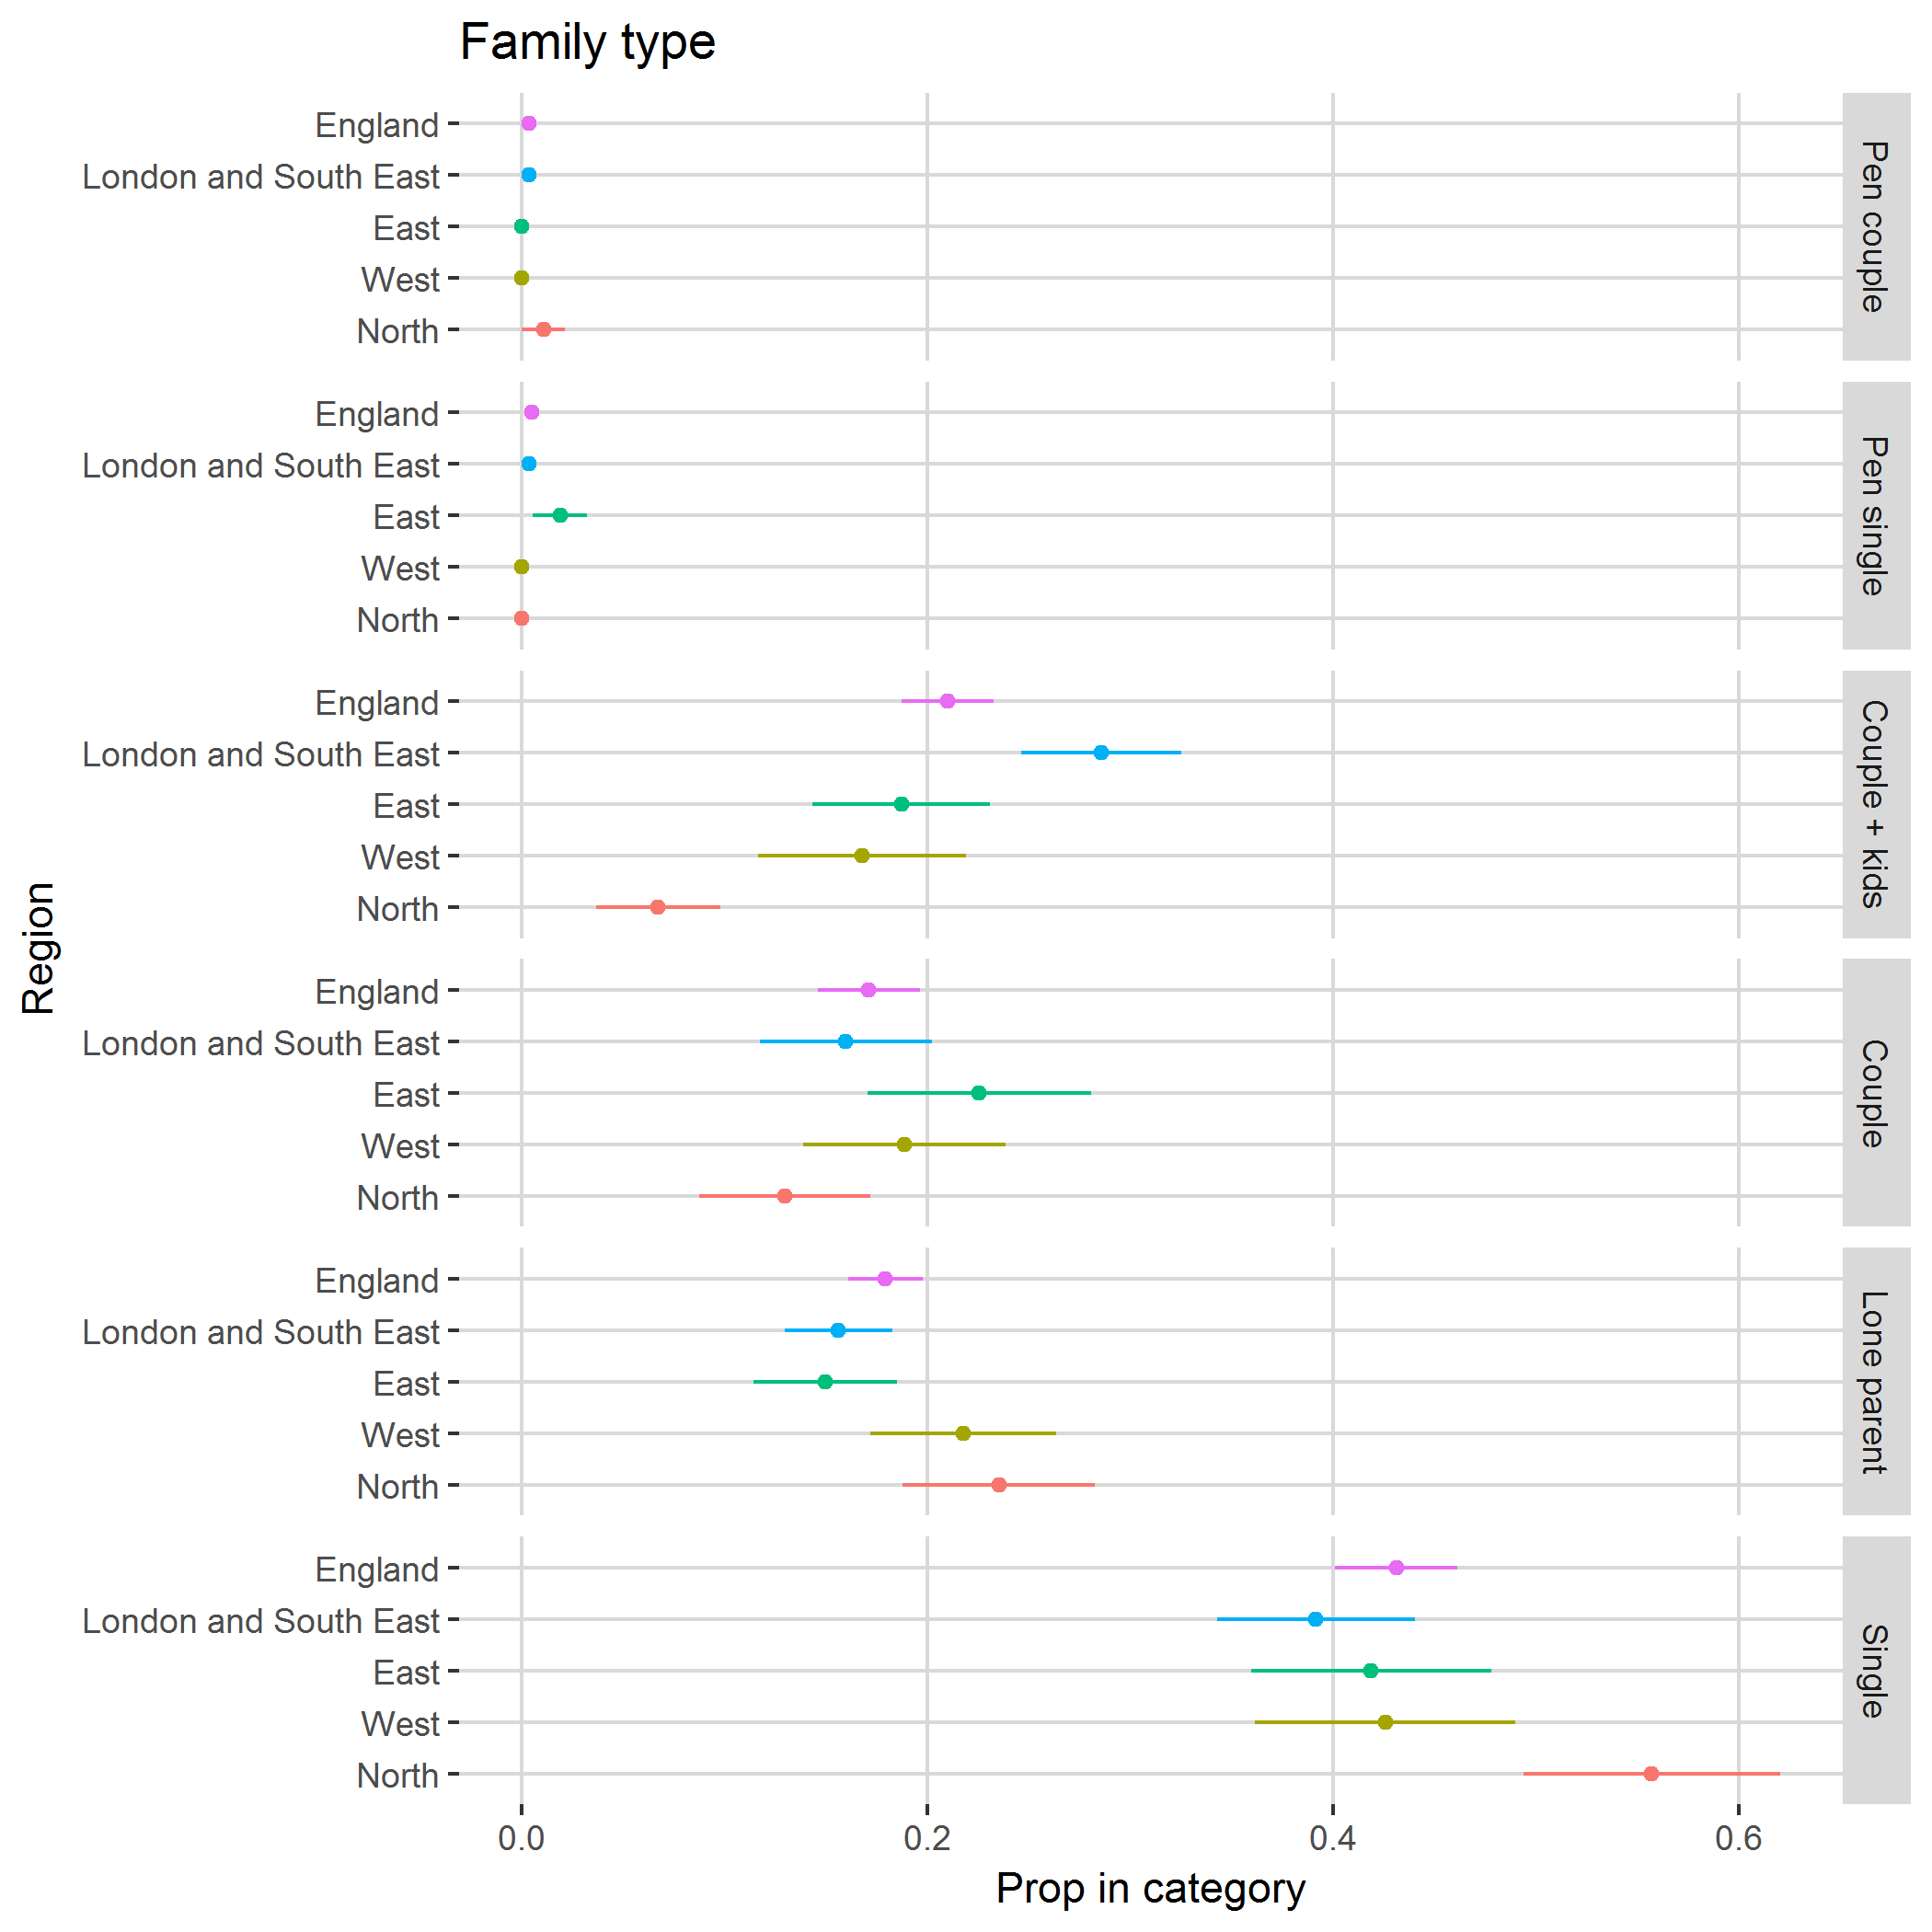 Family type
England
London and South East
East
West
North
Pen couple
England
London and South East
East
West
North
Pen single
England
London and South East
East
West
North
Couple + kids
England
London and South East
East
West
North
Couple
England
London and South East
East
West
North
Lone parent
England
London and South East
East
West
North
Single
Region
0.0 0.2 0.4 0.6
Prop in category